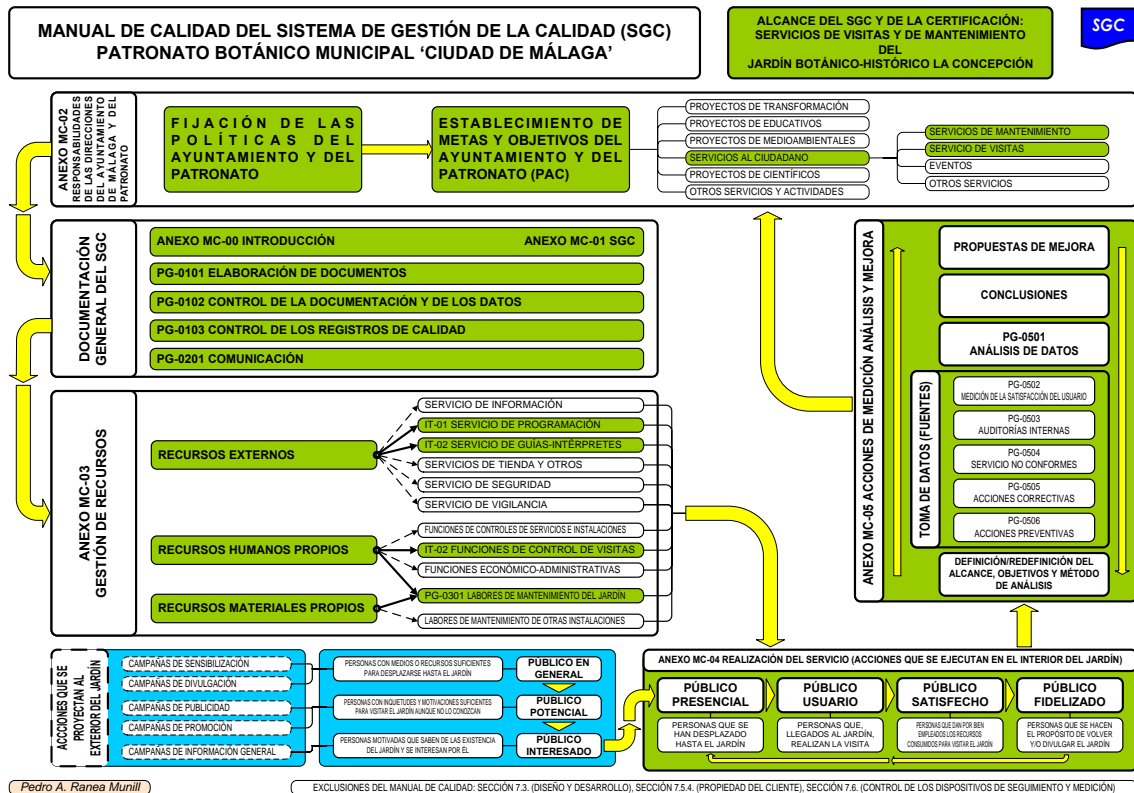 MANUAL DE CALIDAD DEL SISTEMA DE GESTIÓN DE LA CALIDAD (SGC)
PATRONATO BOTÁNICO MUNICIPAL ‘CIUDAD DE MÁLAGA’
ALCANCE DEL SGC Y DE LA CERTIFICACIÓN:
SERVICIOS DE VISITAS Y DE MANTENIMIENTO
DEL
JARDÍN BOTÁNICO-HISTÓRICO LA CONCEPCIÓN
SGC
ANEXO MC-02
RESPONSABILIDADES
DE LAS DIRECCIONES
DEL AYUNTAMIENTO
DE MÁLAGA Y DEL
PATRONATO
FIJACIÓN DE LAS
POLÍTICAS DEL
AYUNTAMIENTO Y DEL
PATRONATO
ESTABLECIMIENTO DE
METAS Y OBJETIVOS DEL
AYUNTAMIENTO Y DEL
PATRONATO (PAC)
PROYECTOS DE TRANSFORMACIÓN
PROYECTOS DE EDUCATIVOS
PROYECTOS DE MEDIOAMBIENTALES
SERVICIOS AL CIUDADANO
PROYECTOS DE CIENTÍFICOS
OTROS SERVICIOS Y ACTIVIDADES
SERVICIOS DE MANTENIMIENTO
SERVICIO DE VISITAS
EVENTOS
OTROS SERVICIOS
DOCUMENTACIÓN
GENERAL DEL SGC
ANEXO MC-00 INTRODUCCIÓN ANEXO MC-01 SGC
PG-0101 ELABORACIÓN DE DOCUMENTOS
PG-0102 CONTROL DE LA DOCUMENTACIÓN Y DE LOS DATOS
PG-0103 CONTROL DE LOS REGISTROS DE CALIDAD
PG-0201 COMUNICACIÓN
ANEXO MC-03
GESTIÓN DE RECURSOS
RECURSOS EXTERNOS
RECURSOS HUMANOS PROPIOS
RECURSOS MATERIALES PROPIOS
SERVICIO DE INFORMACIÓN
IT-01 SERVICIO DE PROGRAMACIÓN
IT-02 SERVICIO DE GUÍAS-INTÉRPRETES
SERVICIOS DE TIENDA Y OTROS
SERVICIO DE SEGURIDAD
SERVICIO DE VIGILANCIA
FUNCIONES DE CONTROLES DE SERVICIOS E INSTALACIONES
IT-02 FUNCIONES DE CONTROL DE VISITAS
FUNCIONES ECONÓMICO-ADMINISTRATIVAS
PG-0301 LABORES DE MANTENIMIENTO DEL JARDÍN
LABORES DE MANTENIMIENTO DE OTRAS INSTALACIONES
ANEXO MC-05 ACCIONES DE MEDICIÓN ANÁLISIS Y MEJORA
PROPUESTAS DE MEJORA
CONCLUSIONES
PG-0501
ANÁLISIS DE DATOS
TOMA DE DATOS (FUENTES)
PG-0502
MEDICIÓN DE LA SATISFACCIÓN DEL USUARIO
PG-0503
AUDITORÍAS INTERNAS
PG-0504
SERVICIO NO CONFORMES
PG-0505
ACCIONES CORRECTIVAS
PG-0506
ACCIONES PREVENTIVAS
DEFINICIÓN/REDEFINICIÓN DEL
ALCANCE, OBJETIVOS Y MÉTODO
DE ANÁLISIS
ACCCIONES QUE SE
PROYECTAN AL
EXTERIOR DEL JARDÍN
CAMPAÑAS DE SENSIBILIZACIÓN
CAMPAÑAS DE DIVULGACIÓN
CAMPAÑAS DE PUBLICIDAD
CAMPAÑAS DE PROMOCIÓN
CAMPAÑAS DE INFORMACIÓN GENERAL
PERSONAS CON MEDIOS O RECURSOS SUFICIENTES
PARA DESPLAZARSE HASTA EL JARDÍN
PÚBLICO EN
GENERAL
PERSONAS CON INQUIETUDES Y MOTIVACIONES SUFICIENTES
PARA VISITAR EL JARDÍN AUNQUE NO LO CONOZCAN
PÚBLICO
POTENCIAL
PERSONAS MOTIVADAS QUE SABEN DE LAS EXISTENCIA
DEL JARDÍN Y SE INTERESAN POR ÉL
PÚBLICO
INTERESADO
ANEXO MC-04 REALIZACIÓN DEL SERVICIO (ACCIONES QUE SE EJECUTAN EN EL INTERIOR DEL JARDÍN)
PÚBLICO
PRESENCIAL
PÚBLICO
USUARIO
PÚBLICO
SATISFECHO
PÚBLICO
FIDELIZADO
PERSONAS QUE SE
HAN DESPLAZADO
HASTA EL JARDÍN
PERSONAS QUE,
LLEGADOS AL JARDÍN,
REALIZAN LA VISITA
PERSONAS QUE DAN POR BIEN
EMPLEADOS LOS RECURSOS
CONSUMIDOS PARA VISITAR EL JARDÍN
PERSONAS QUE SE HACEN
EL PROPÓSITO DE VOLVER
Y/O DIVULGAR EL JARDÍN
Pedro A. Ranea Munill
EXCLUSIONES DEL MANUAL DE CALIDAD: SECCIÓN 7.3. (DISEÑO Y DESARROLLO), SECCIÓN 7.5.4. (PROPIEDAD DEL CLIENTE), SECCIÓN 7.6. (CONTROL DE LOS DISPOSITIVOS DE SEGUIMIENTO Y MEDICIÓN)